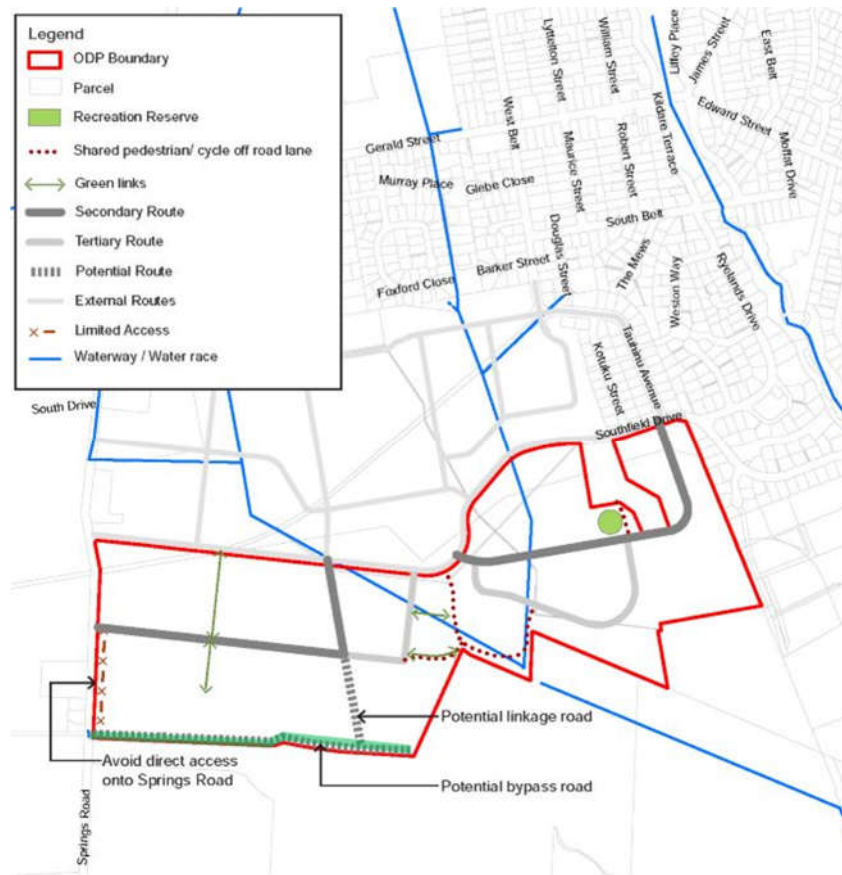 Legend
ODP Boundary
Parcel
Recreation Reserve
Shared pedestrian/ cycle off road lane
Green links
Secondary Route
Tertiary Route
Potential Route
External Routes
Limited Access
Waterway / Water race
Lyttelton Street
William Street
Liffey Place
James Street
East Belt
Kildare Terrace
Edward Street
Moffat Drive
West Belt
Gerald Street
Maurice Street
Robert Street
Murray Place
Glebe Close
South Belt
Douglas Street
Barker Street
The Mews
Foxford Close
Weston Way
Ryelands Drive
Tauhinu Avenue
Kotuku Street
South Drive
Southfield Drive
Potential linkage road
Avoid direct access
onto Springs Road
Potential bypass road
Springs Road